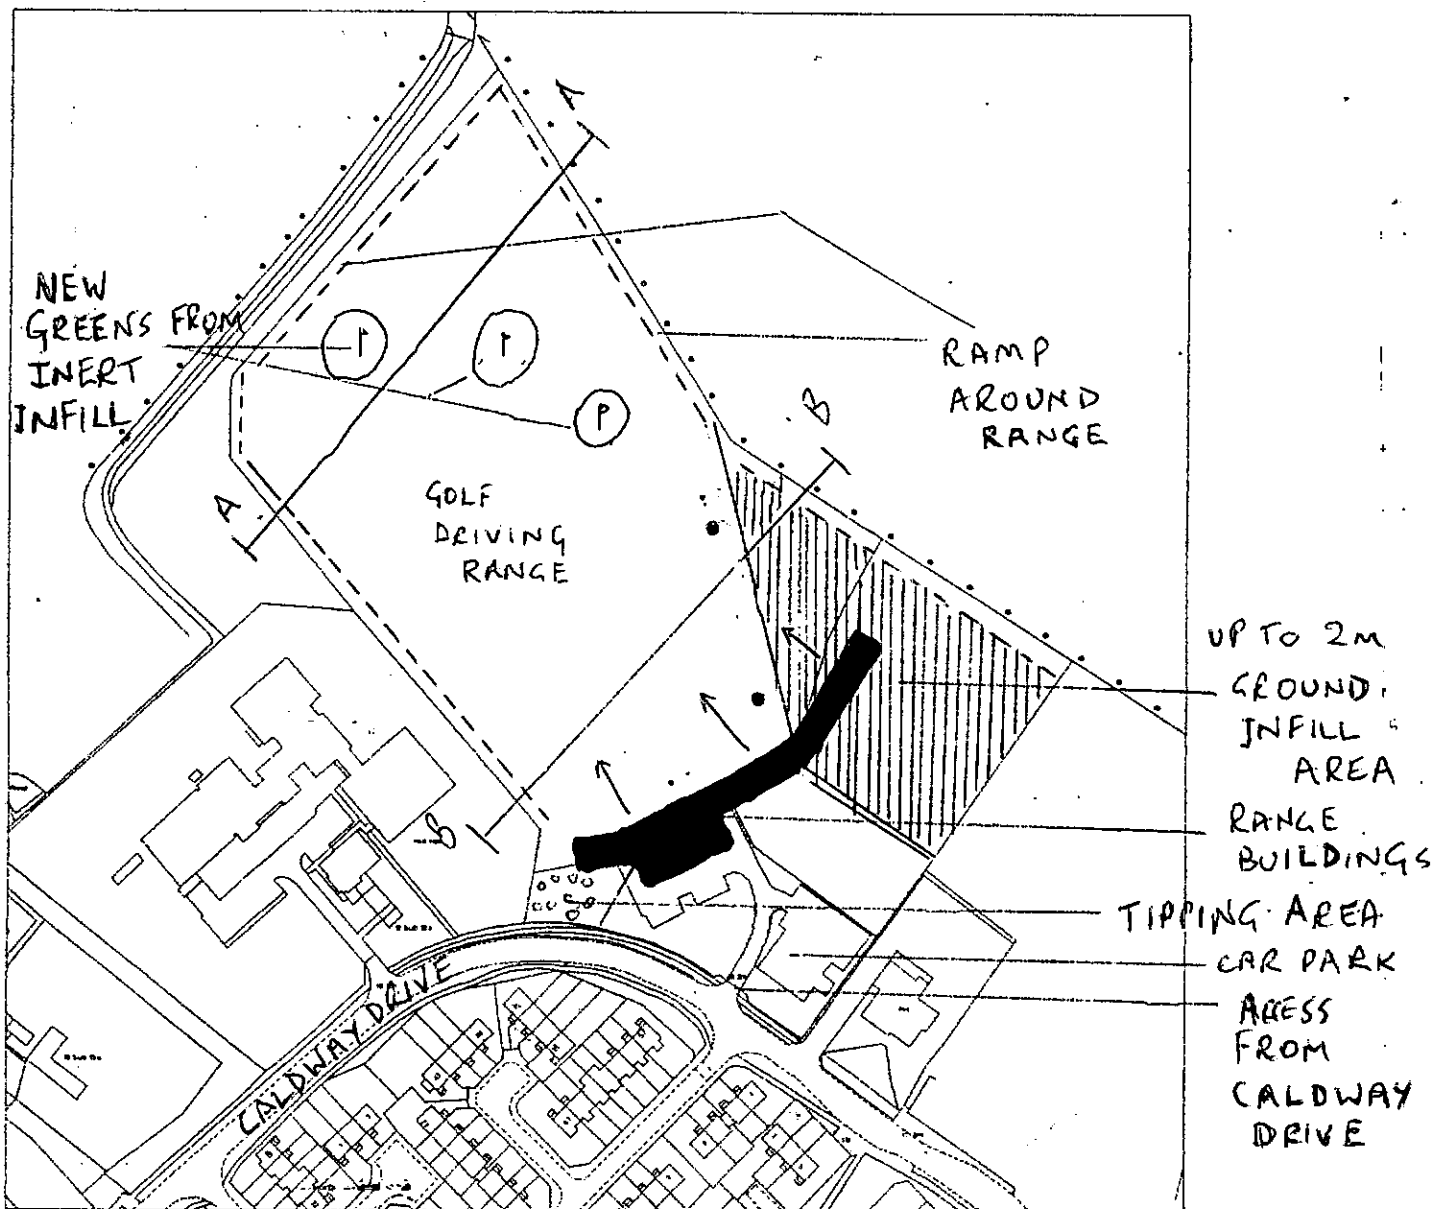 A
NEW
GREENS FROM
INERT
INFILL
RAMP
AROUND
RANGE
B
A
GOLF
DRIVING
RANGE
UP TO 2M
GROUND
INFILL
AREA
B
RANGE
BUILDINGS
TIPPING AREA
CAR PARK
ACCESS
FROM
CALDWAY
DRIVE
CALDWAY DRIVE